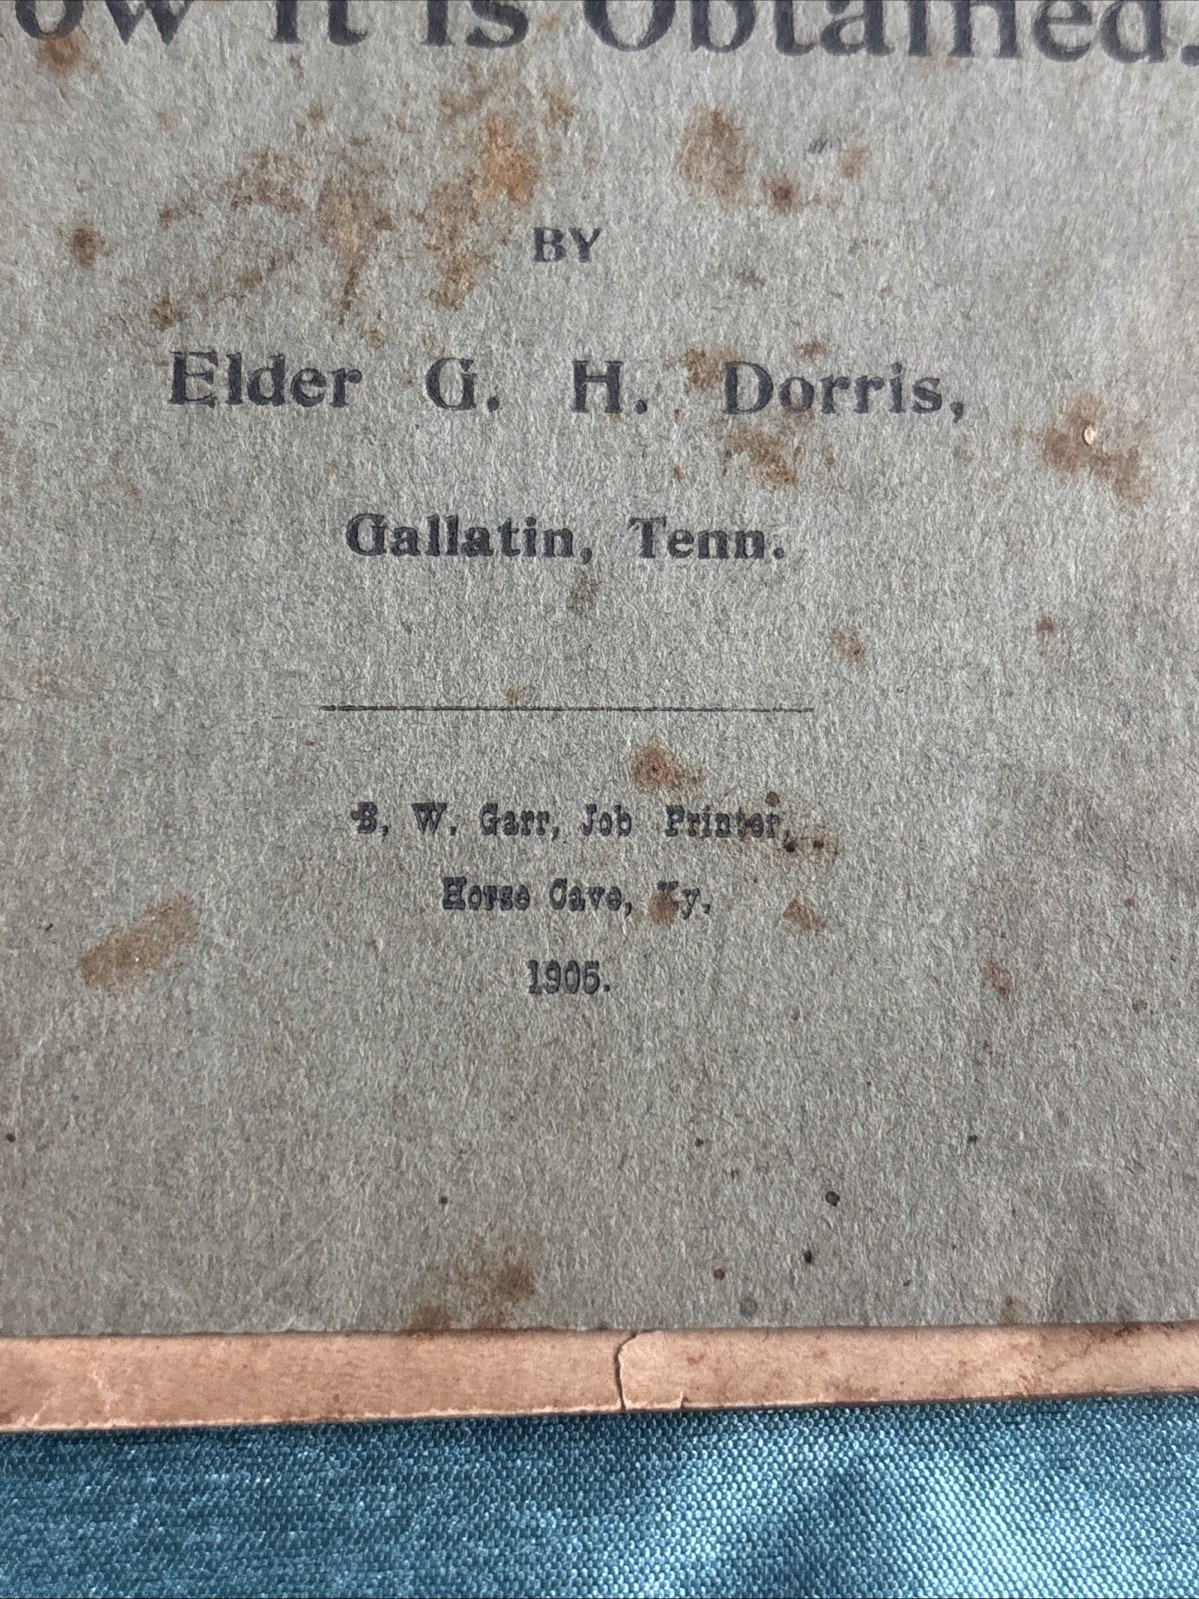 ow it is Obtained.
BY
Elder G. H. Dorris,
Gallatin, Tenn.
B. W. Garr, Job Printer,
Horse Cave, Ky.
1905.